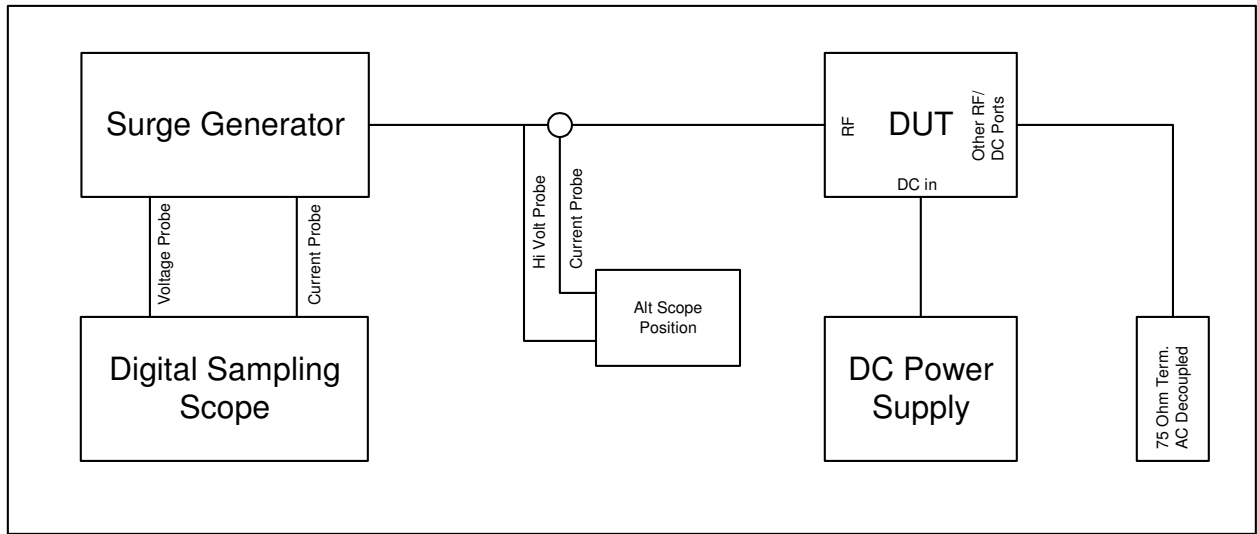 Surge Generator
Voltage Probe
Current Probe
Digital Sampling
Scope
Hi Volt Probe
Current Probe
Alt Scope
Position
RF
DUT
Other RF/
DC Ports
DC in
DC Power
Supply
75 Ohm Term.
AC Decoupled